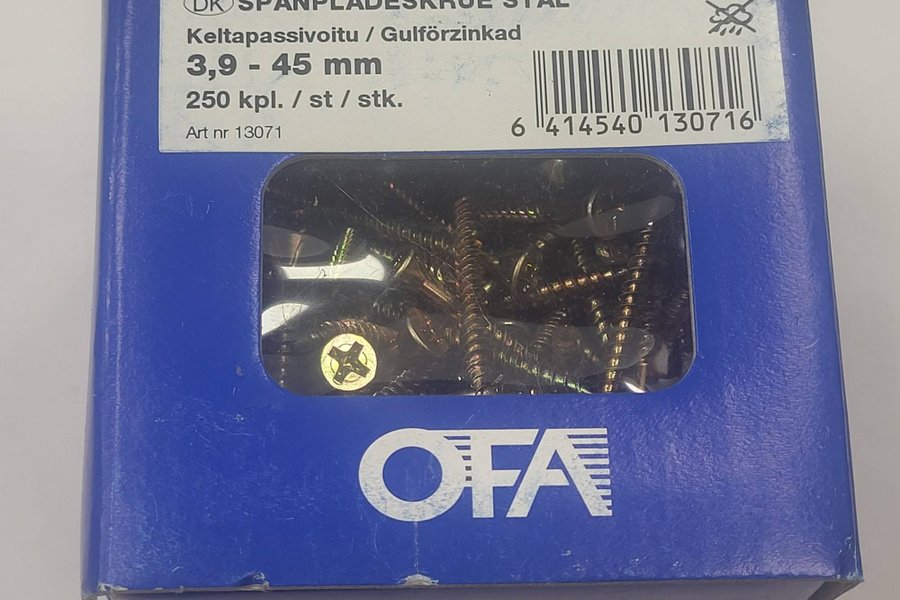 DK SPÅNPLADESKRUE STÅL
Keltapassivoitu / Gulförzinkad
3,9 - 45 mm
250 kpl. / st / stk.
Art nr 13071
6 414540 130716
OFA